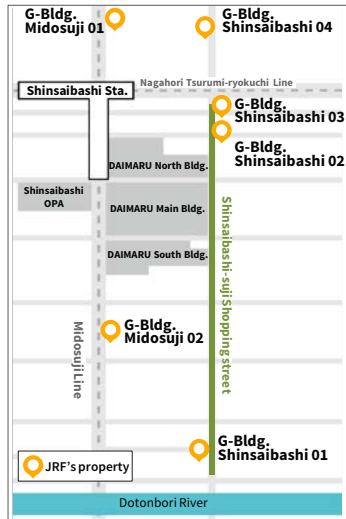 G-Bldg.
Midosuji 01
G-Bldg.
Shinsaibashi 04
Nagahori Tsurumi-ryokuchi Line
Shinsaibashi Sta.
G-Bldg.
Shinsaibashi 03
G-Bldg.
Shinsaibashi 02
DAIMARU North Bldg.
Shinsaibashi
OPA
DAIMARU Main Bldg.
DAIMARU South Bldg.
Shinsaibashi-suji Shopping street
G-Bldg.
Midosuji 02
Midosuji Line
G-Bldg.
Shinsaibashi 01
JRF's property
Dotonbori River